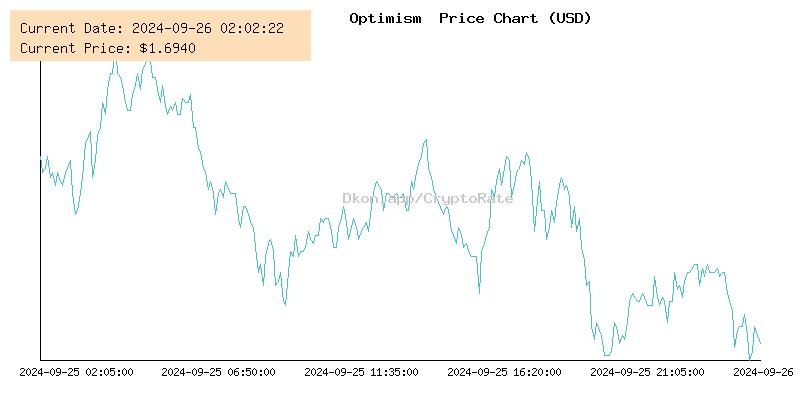 Optimism  Price Chart (USD)
Current Date: 2024-09-26 02:02:22
Current Price: $1.6940
Dkon.app/CryptoRate
2024-09-25 02:05:00 2024-09-25 06:50:00 2024-09-25 11:35:00 2024-09-25 16:20:00 2024-09-25 21:05:00 2024-09-26